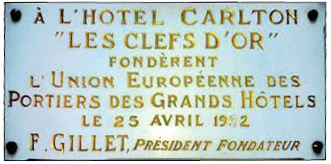 À L'HOTEL CARLTON
"LES CLEFS D'OR"
FONDÈRENT
L'UNION EUROPÉENNE DES
PORTIERS DES GRANDS HÔTELS
LE 25 AVRIL 1952
F. GILLET, PRÉSIDENT FONDATEUR